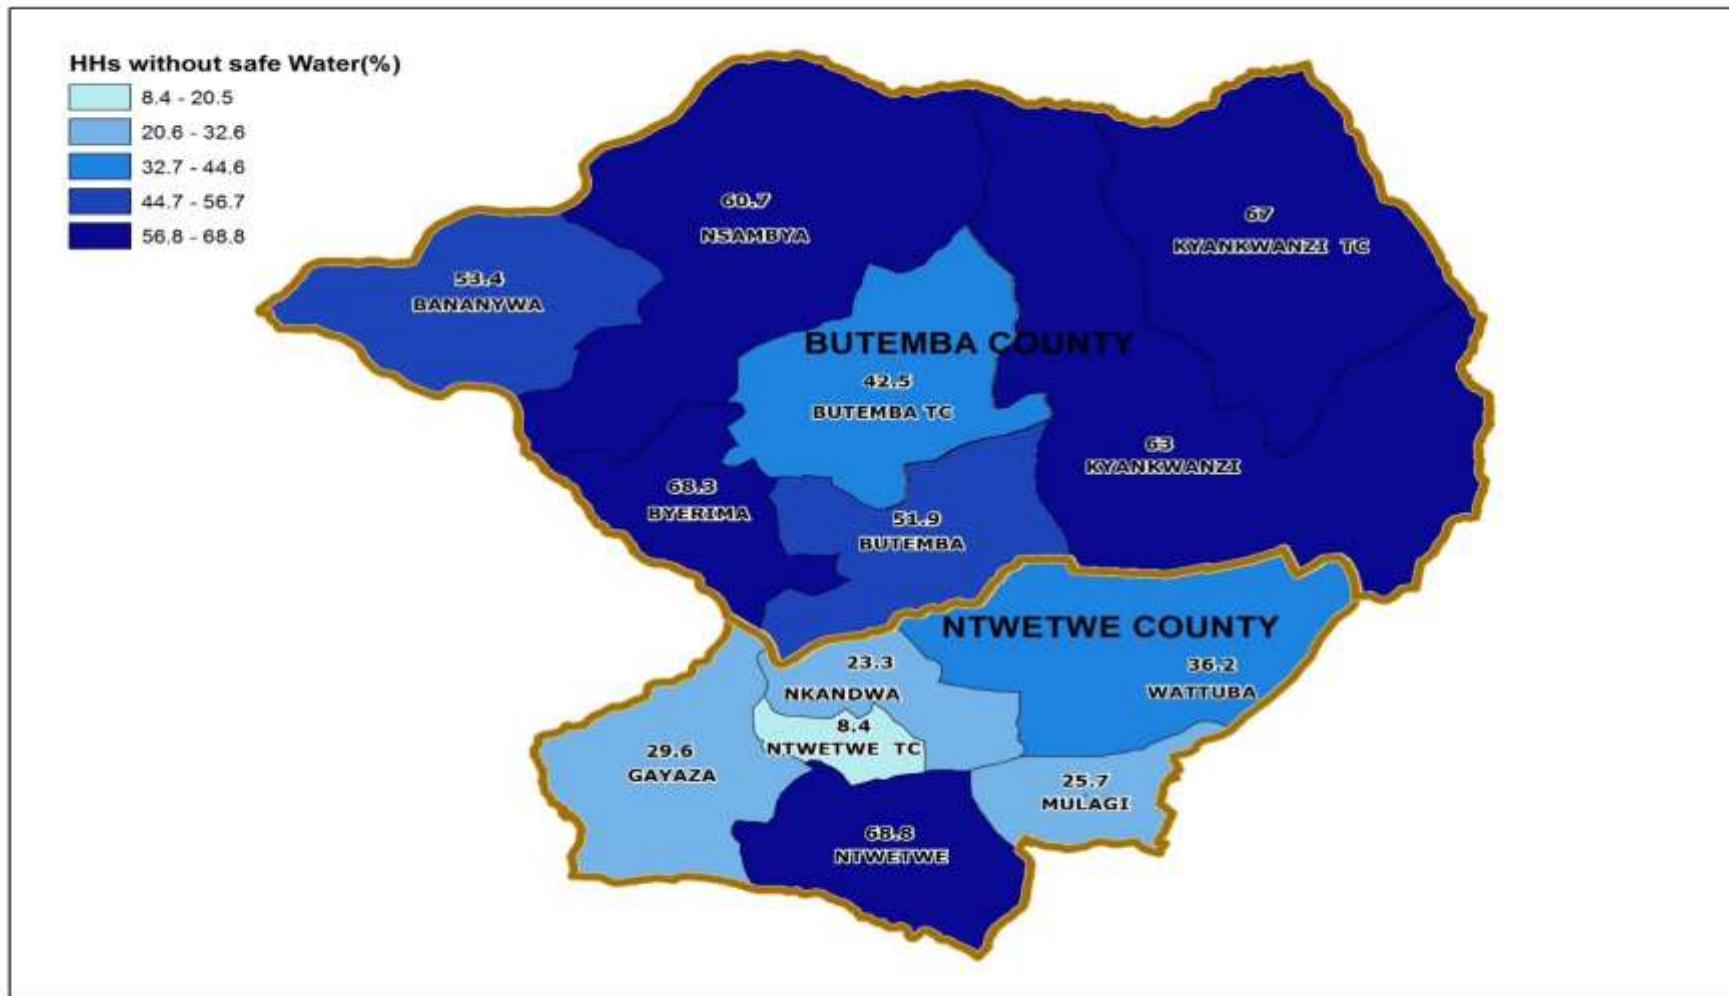 HHs without safe Water(%)
8.4 - 20.5
20.6 - 32.6
32.7 - 44.6
44.7 - 56.7
56.8 - 68.8
60.7
NSAMBYA
67
KYANKWANZI TC
53.4
BANANYWA
BUTEMBA COUNTY
42.5
BUTEMBA TC
63
KYANKWANZI
68.3
BYERIMA
51.9
BUTEMBA
NTWETWE COUNTY
23.3
NKANDWA
36.2
WATTUBA
8.4
NTWETWE TC
29.6
GAYAZA
25.7
MULAGI
68.8
NTWETWE